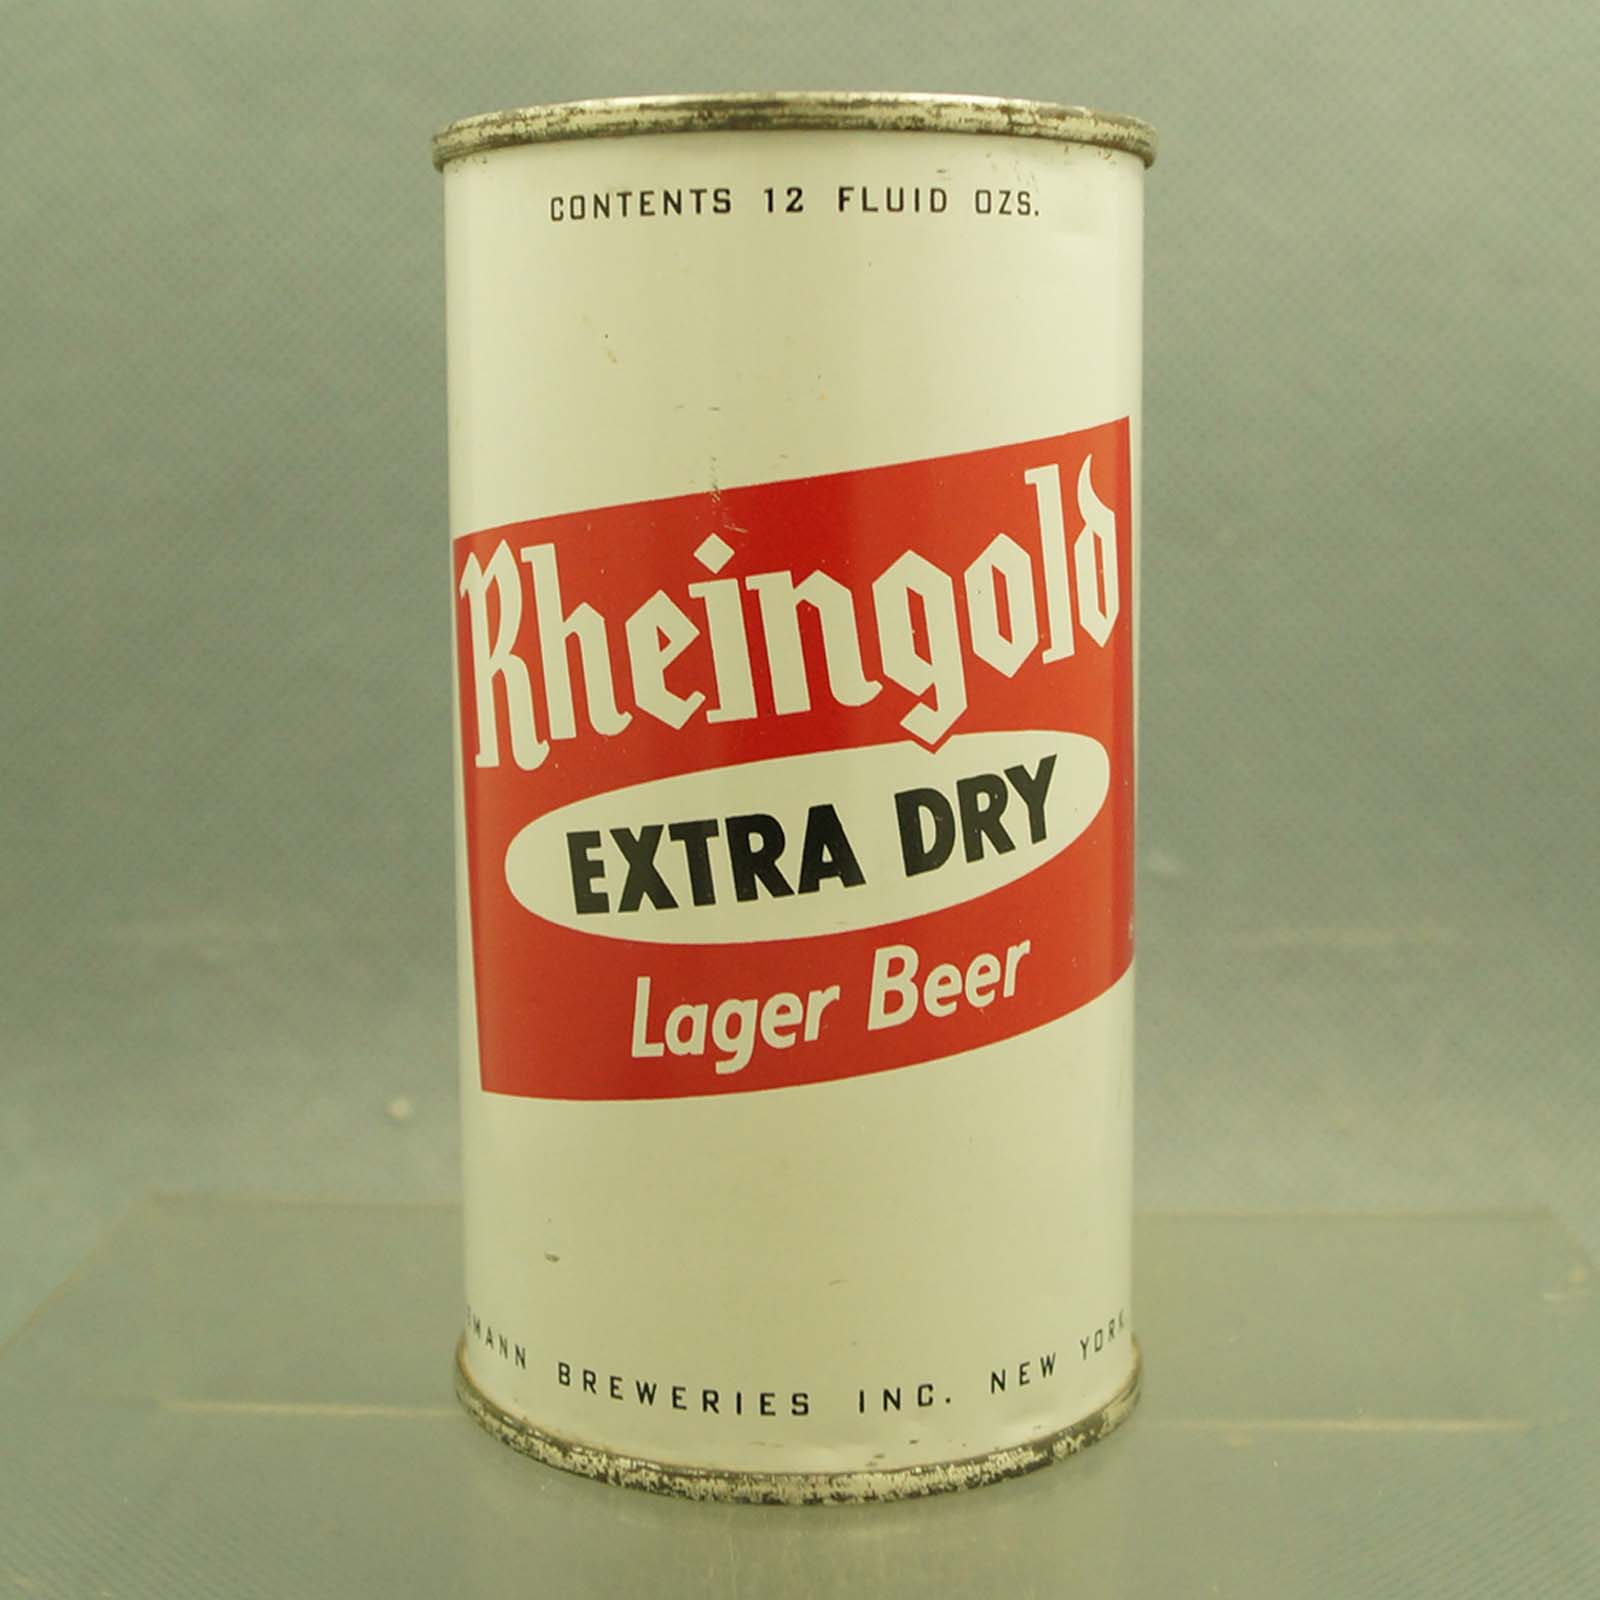 CONTENTS 12 FLUID OZS.
Rheingold
EXTRA DRY
Lager Beer
BREWERIES INC. NEW YORK